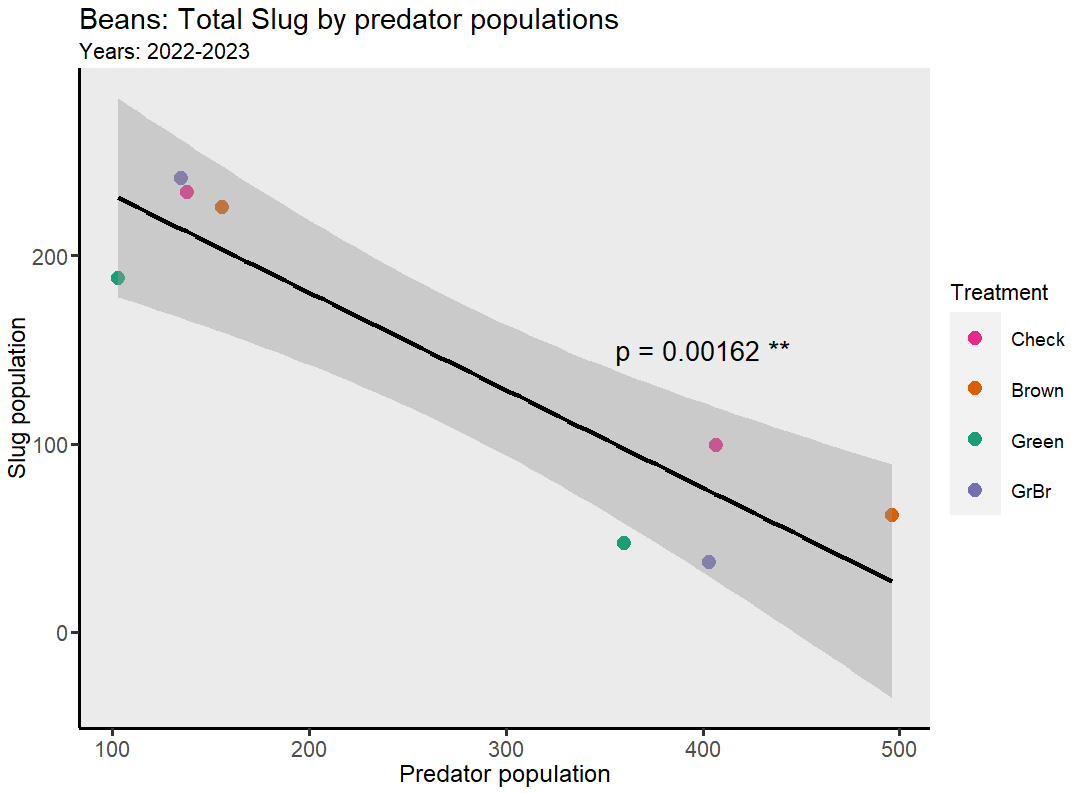 Beans: Total Slug by predator populations
Years: 2022-2023
Slug population
200
100
0
p = 0.00162 **
100 200 300 400 500
Predator population
Treatment
Check
Brown
Green
GrBr